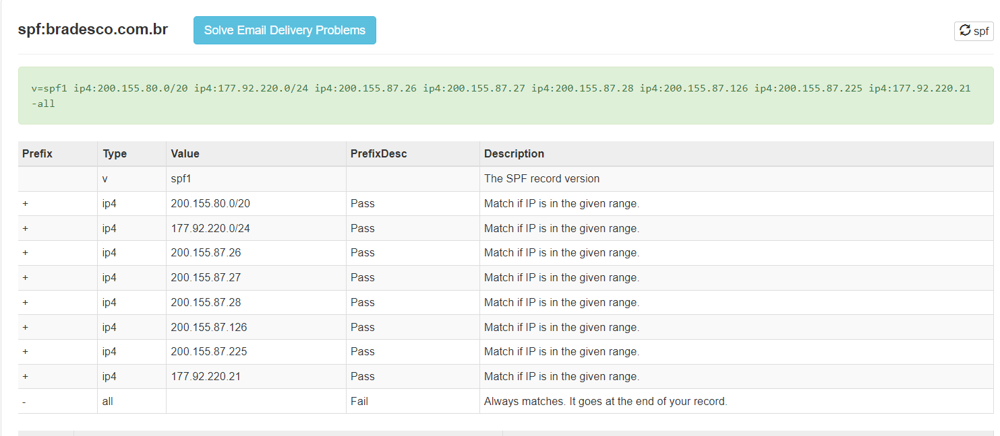 spf:bradesco.com.br Solve Email Delivery Problems spf
v=spf1 ip4:200.155.80.0/20 ip4:177.92.220.0/24 ip4:200.155.87.26 ip4:200.155.87.27 ip4:200.155.87.28 ip4:200.155.87.126 ip4:200.155.87.225 ip4:177.92.220.21
-all
Prefix Type Value PrefixDesc Description
v spf1 The SPF record version
+ ip4 200.155.80.0/20 Pass Match if IP is in the given range.
+ ip4 177.92.220.0/24 Pass Match if IP is in the given range.
+ ip4 200.155.87.26 Pass Match if IP is in the given range.
+ ip4 200.155.87.27 Pass Match if IP is in the given range.
+ ip4 200.155.87.28 Pass Match if IP is in the given range.
+ ip4 200.155.87.126 Pass Match if IP is in the given range.
+ ip4 200.155.87.225 Pass Match if IP is in the given range.
+ ip4 177.92.220.21 Pass Match if IP is in the given range.
- all Fail Always matches. It goes at the end of your record.